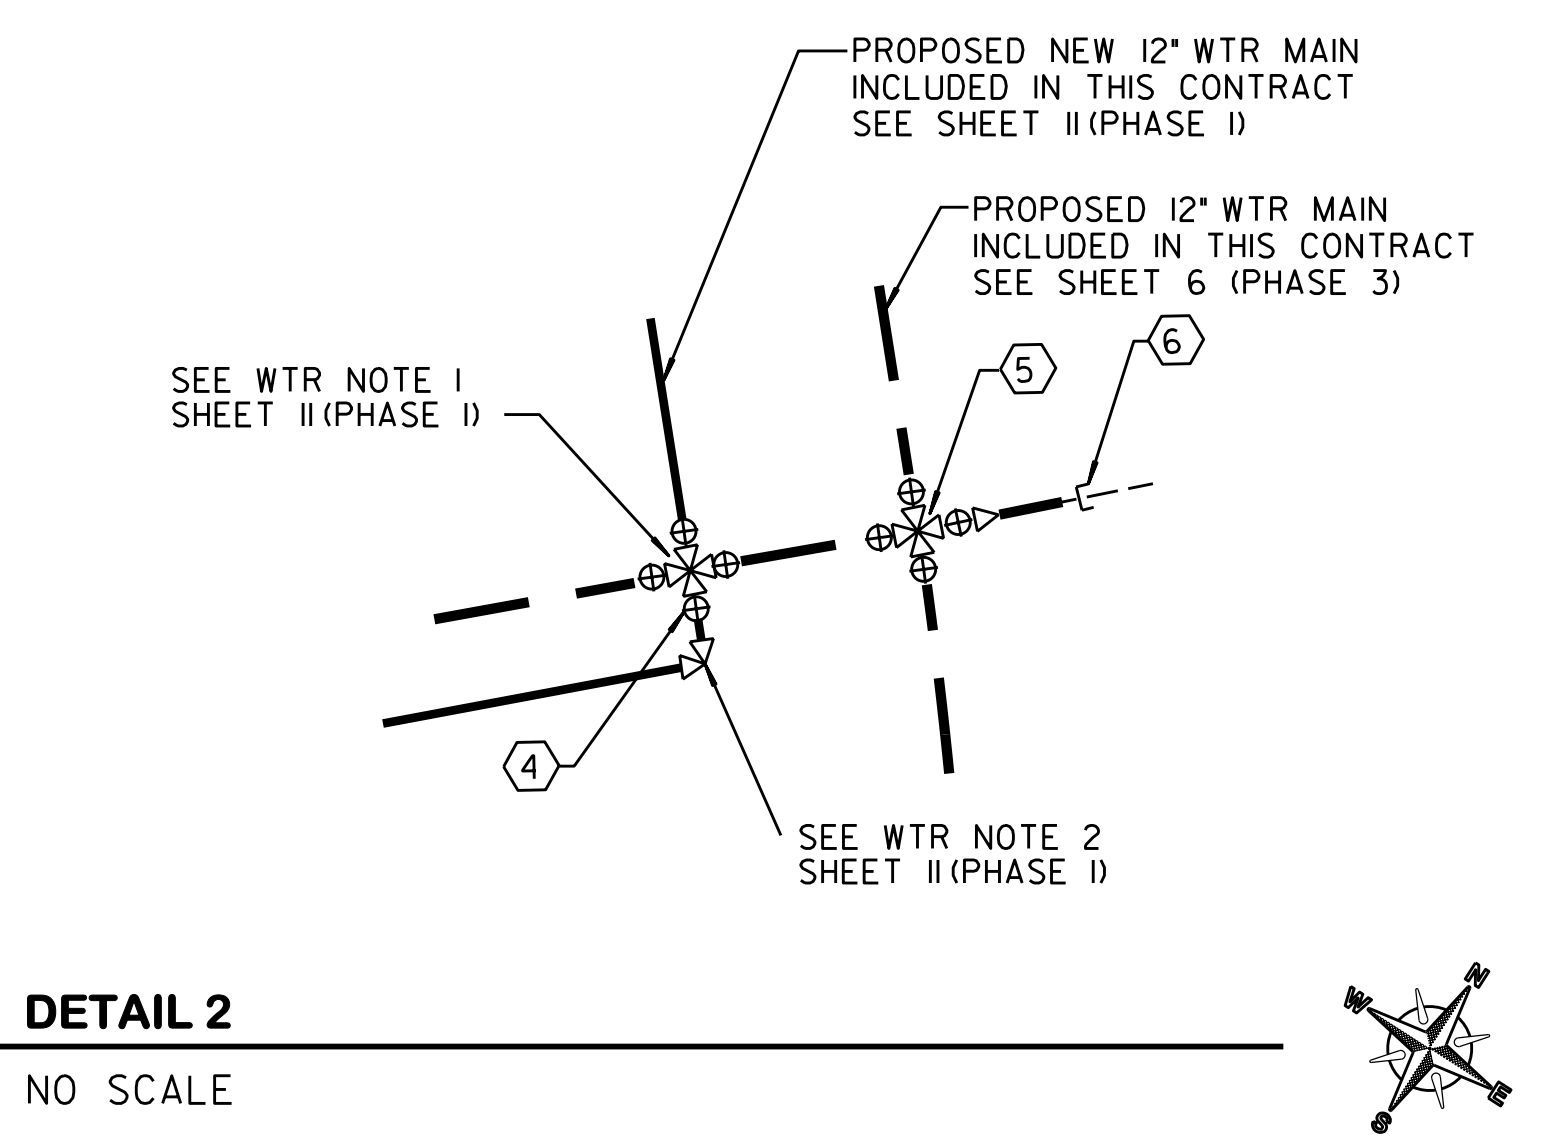 PROPOSED NEW 12" WTR MAIN
INCLUDED IN THIS CONTRACT
SEE SHEET 11 (PHASE 1)
PROPOSED 12" WTR MAIN
INCLUDED IN THIS CONTRACT
SEE SHEET 6 (PHASE 3)
6
5
SEE WTR NOTE 1
SHEET 11 (PHASE 1)
4
SEE WTR NOTE 2
SHEET 11 (PHASE 1)
DETAIL 2
NO SCALE
N
W
E
S